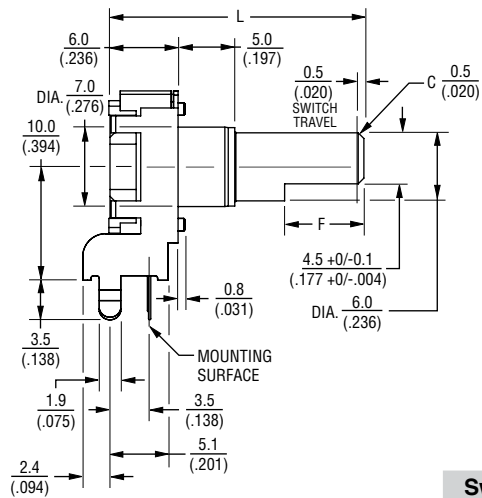 L
6.0
(.236)
5.0
(.197)
0.5
(.020)
SWITCH
TRAVEL
C 0.5
(.020)
DIA. 7.0
(.276)
10.0
(.394)
F
4.5 +0/-0.1
(.177 +0/-.004)
DIA. 6.0
(.236)
0.8
(.031)
3.5
(.138)
MOUNTING
SURFACE
1.9
(.075)
3.5
(.138)
5.1
(.201)
2.4
(.094)